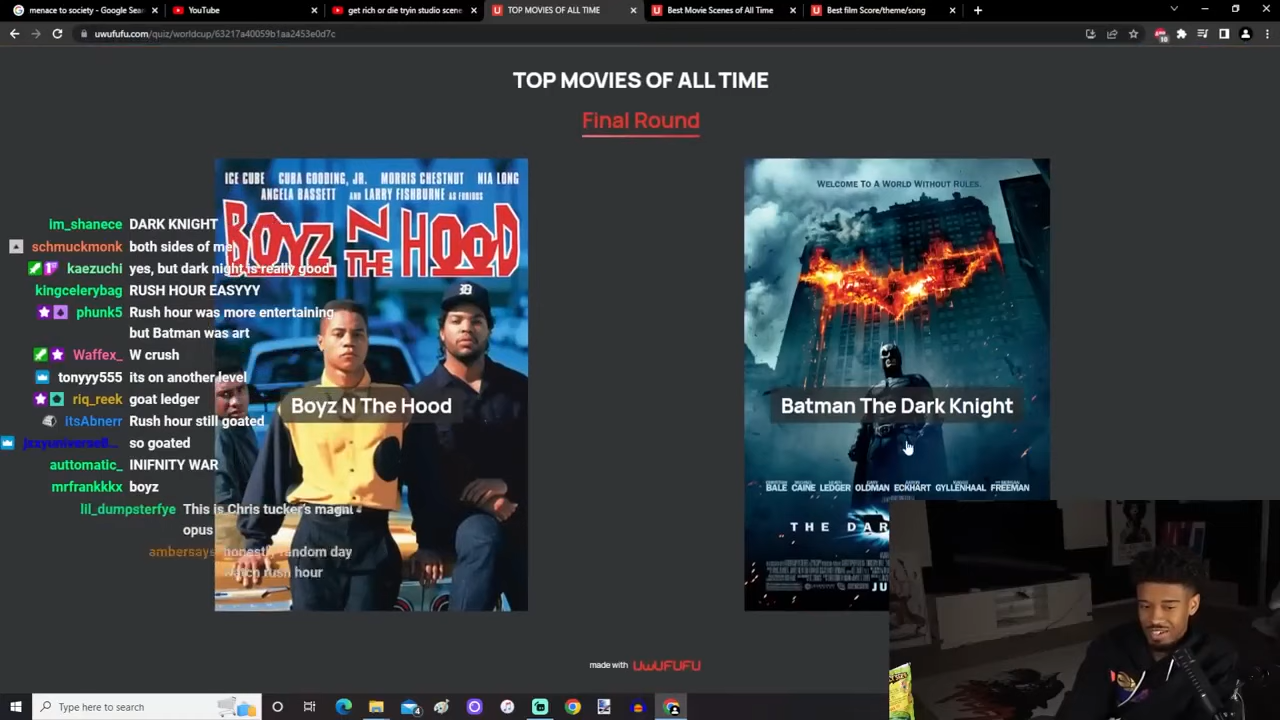 menace to society - Google Sear
YouTube
get rich or die tryin studio scene
TOP MOVIES OF ALL TIME
Best Movie Scenes of All Time
Best film Score/theme/song
uwufufu.com/quiz/worldcup/63217a40059b1aa2453e0d7c
TOP MOVIES OF ALL TIME
Final Round
ICE CUBE CUBA GOODING, JR. MORRIS CHESTNUT NIA LONG
ANGELA BASSETT AND LARRY FISHBURNE AS FURIOUS
BOYZ N THE HOOD
Boyz N The Hood
WELCOME TO A WORLD WITHOUT RULES.
Batman The Dark Knight
BALE CAINE LEDGER OLDMAN ECKHART GYLLENHAAL FREEMAN
THE DAR
JU
im_shanece DARK KNIGHT
schmuckmonk both sides of me
kaezuchi yes, but dark night is really good
kingcelerybag RUSH HOUR EASYYY
phunk5 Rush hour was more entertaining
but Batman was art
Waffex_ W crush
tonyyy555 its on another level
riq_reek goat ledger
itsAbnerr Rush hour still goated
so goated
auttomatic_ INIFNITY WAR
mrfrankkkx boyz
lil_dumpsterfye This is Chris tucker's magnu
opus
ambersays honestly random day
watch rush hour
made with UWUFUFU
Type here to search